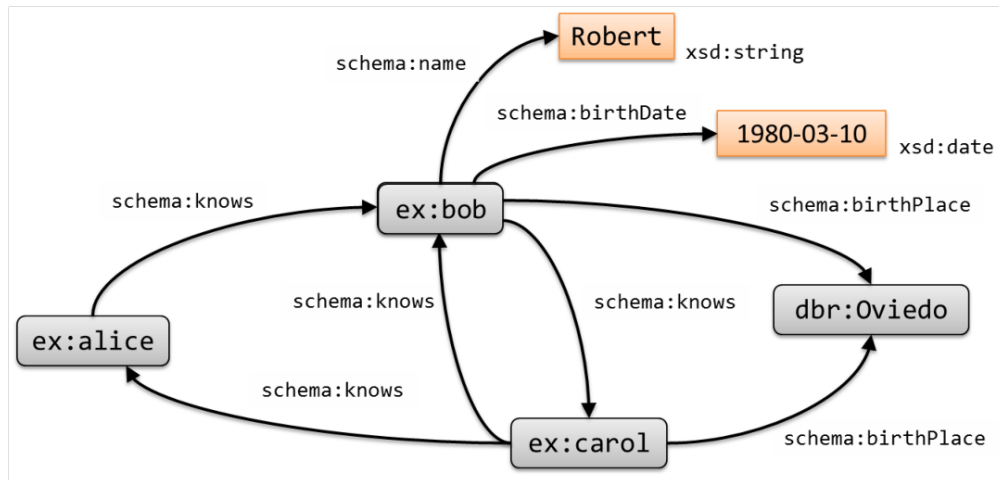 Robert
xsd:string
schema:name
schema:birthDate
1980-03-10
xsd:date
schema:knows
ex:bob
schema:birthPlace
schema:knows
schema:knows
dbr:Oviedo
ex:alice
schema:knows
ex:carol
schema:birthPlace